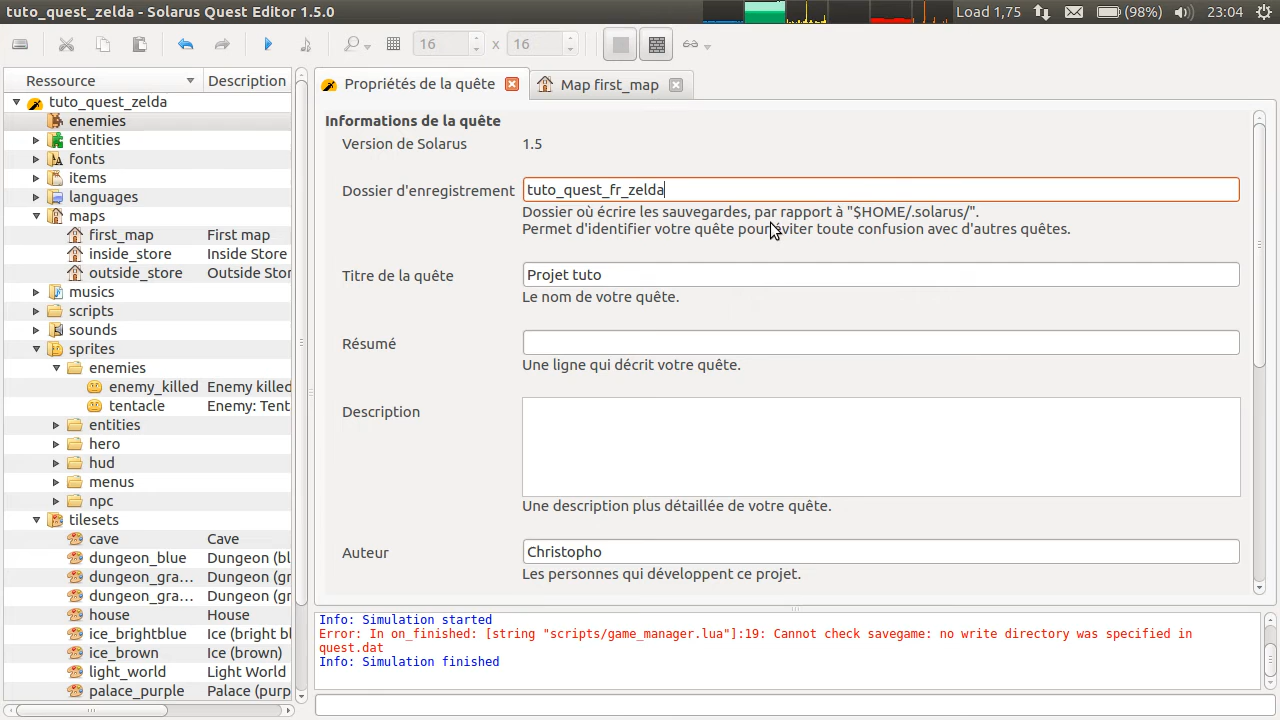 tuto_quest_zelda - Solarus Quest Editor 1.5.0
Load 1,75
(98%)
23:04
16 x 16
Ressource Description
tuto_quest_zelda
enemies
entities
fonts
items
languages
maps
first_map First map
inside_store Inside Store
outside_store Outside Stor
musics
scripts
sounds
sprites
enemies
enemy_killed Enemy killed
tentacle Enemy: Tent
entities
hero
hud
menus
npc
tilesets
cave Cave
dungeon_blue Dungeon (bl
dungeon_gra... Dungeon (gr
dungeon_gra... Dungeon (gr
house House
ice_brightblue Ice (bright bl
ice_brown Ice (brown)
light_world Light World
palace_purple Palace (purp
Propriétés de la quête
Map first_map
Informations de la quête
Version de Solarus 1.5
Dossier d'enregistrement tuto_quest_fr_zelda
Dossier où écrire les sauvegardes, par rapport à "$HOME/.solarus/".
Permet d'identifier votre quête pour éviter toute confusion avec d'autres quêtes.
Titre de la quête Projet tuto
Le nom de votre quête.
Résumé
Une ligne qui décrit votre quête.
Description
Une description plus détaillée de votre quête.
Auteur Christopho
Les personnes qui développent ce projet.
Info: Simulation started
Error: In on_finished: [string "scripts/game_manager.lua"]:19: Cannot check savegame: no write directory was specified in
quest.dat
Info: Simulation finished